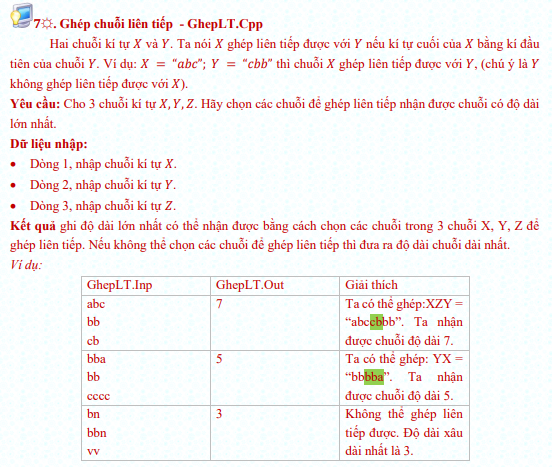 7☼. Ghép chuỗi liên tiếp - GhepLT.Cpp
Hai chuỗi kí tự X và Y. Ta nói X ghép liên tiếp được với Y nếu kí tự cuối của X bằng kí đầu
tiên của chuỗi Y. Ví dụ: X = “abc”; Y = “cbb” thì chuỗi X ghép liên tiếp được với Y, (chú ý là Y
không ghép liên tiếp được với X).
Yêu cầu: Cho 3 chuỗi kí tự X, Y, Z. Hãy chọn các chuỗi để ghép liên tiếp nhận được chuỗi có độ dài
lớn nhất.
Dữ liệu nhập:
• Dòng 1, nhập chuỗi kí tự X.
• Dòng 2, nhập chuỗi kí tự Y.
• Dòng 3, nhập chuỗi kí tự Z.
Kết quả ghi độ dài lớn nhất có thể nhận được bằng cách chọn các chuỗi trong 3 chuỗi X, Y, Z để
ghép liên tiếp. Nếu không thể chọn các chuỗi để ghép liên tiếp thì đưa ra độ dài chuỗi dài nhất.
Ví dụ:
GhepLT.Inp GhepLT.Out Giải thích
abc 7 Ta có thể ghép:XZY =
bb “abccbbb”. Ta nhận
cb được chuỗi độ dài 7.
bba 5 Ta có thể ghép: YX =
bb “bbbba”. Ta nhận
cccc được chuỗi độ dài 5.
bn 3 Không thể ghép liên
bbn tiếp được. Độ dài xâu
vv dài nhất là 3.